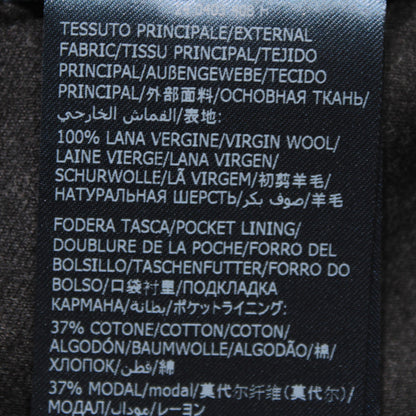 TESSUTO PRINCIPALE/EXTERNAL
FABRIC/TISSU PRINCIPAL/TEJIDO
PRINCIPAL/AUßENGEWEBE/TECIDO
PRINCIPAL/外部面料/ОСНОВНАЯ ТКАНЬ/
القماش الخارجي/表地:
100% LANA VERGINE/VIRGIN WOOL/
LAINE VIERGE/LANA VIRGEN/
SCHURWOLLE/LÃ VIRGEM/初剪羊毛/
НАТУРАЛЬНАЯ ШЕРСТЬ/صوف بكر/羊毛
FODERA TASCA/POCKET LINING/
DOUBLURE DE LA POCHE/FORRO DEL
BOLSILLO/TASCHENFUTTER/FORRO DO
BOLSO/口袋衬里/ПОДКЛАДКА
КАРМАНА/بطانة/ポケットライニング:
37% COTONE/COTTON/COTON/
ALGODÓN/BAUMWOLLE/ALGODÃO/棉/
ХЛОПОК/قطن/綿
37% MODAL/modal/莫代尔纤维(莫代尔)/
МОДАЛ/مودال/レーヨン